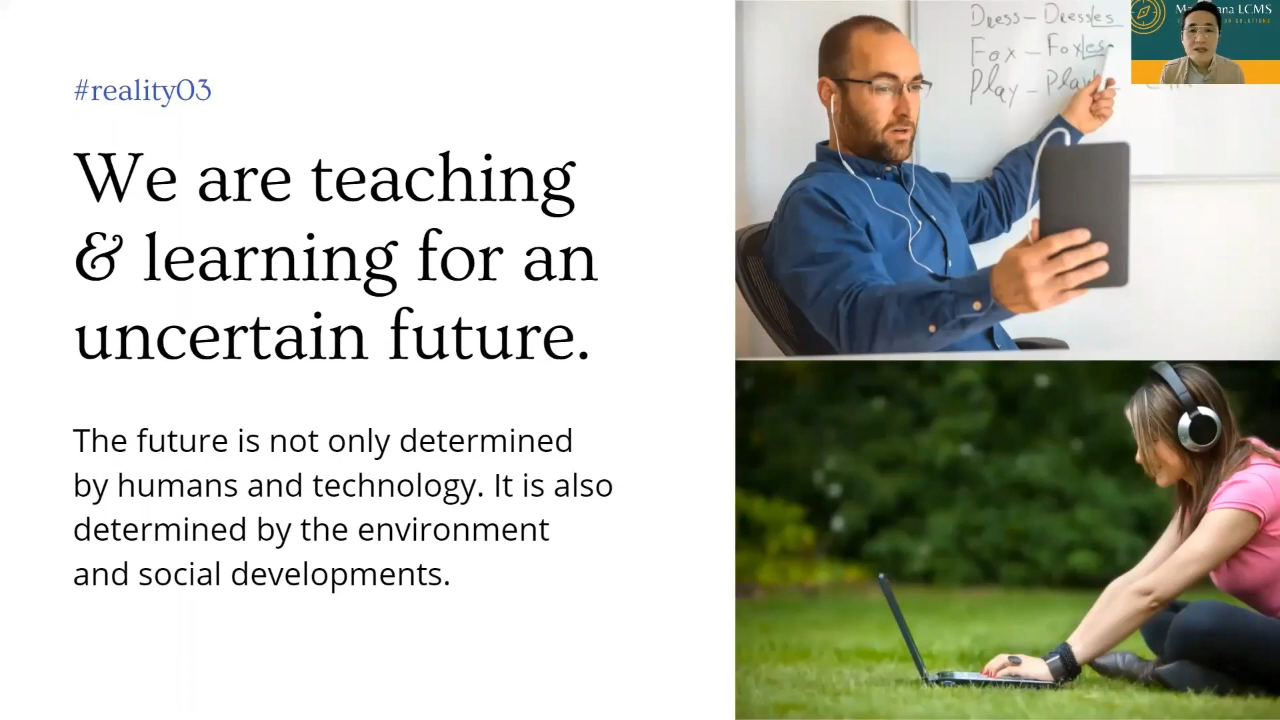 #reality03
We are teaching
& learning for an
uncertain future.
The future is not only determined
by humans and technology. It is also
determined by the environment
and social developments.
Dress – Dresses
Fox – Foxes
Play –
LCMS